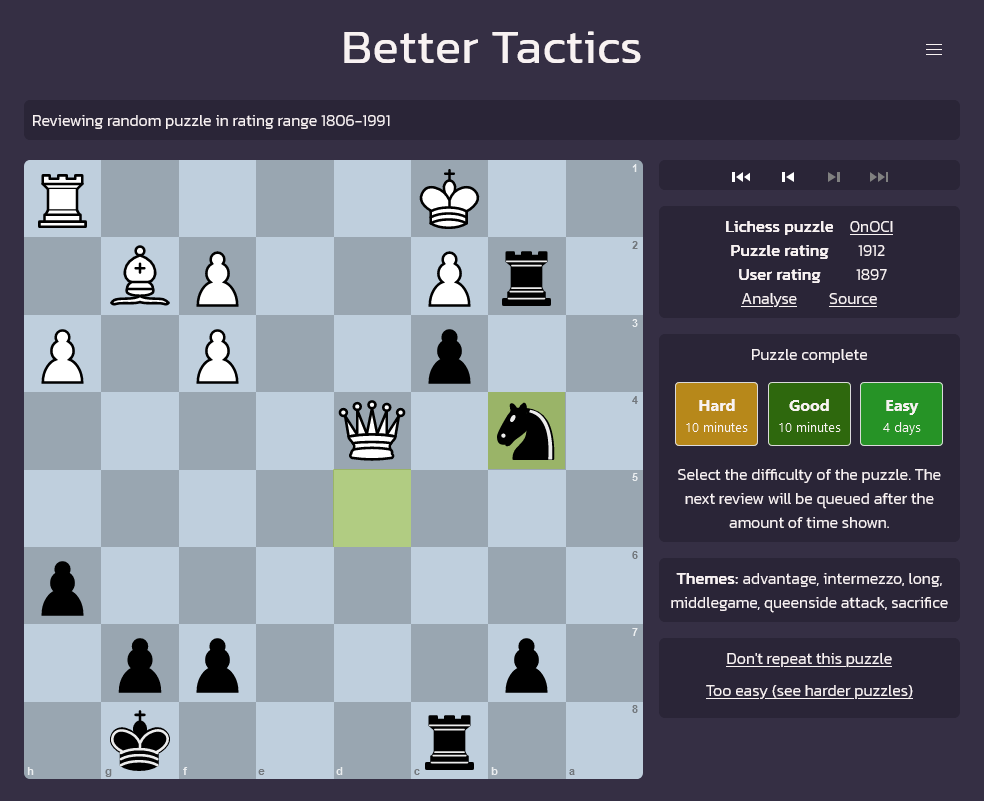 Better Tactics
Reviewing random puzzle in rating range 1806-1991
1
2
3
4
5
6
7
8
h
g
f
e
d
c
b
a
Lichess puzzle 0nOCI
Puzzle rating 1912
User rating 1897
Analyse Source
Puzzle complete
Hard Good Easy
10 minutes 10 minutes 4 days
Select the difficulty of the puzzle. The
next review will be queued after the
amount of time shown.
Themes: advantage, intermezzo, long,
middlegame, queenside attack, sacrifice
Don't repeat this puzzle
Too easy (see harder puzzles)